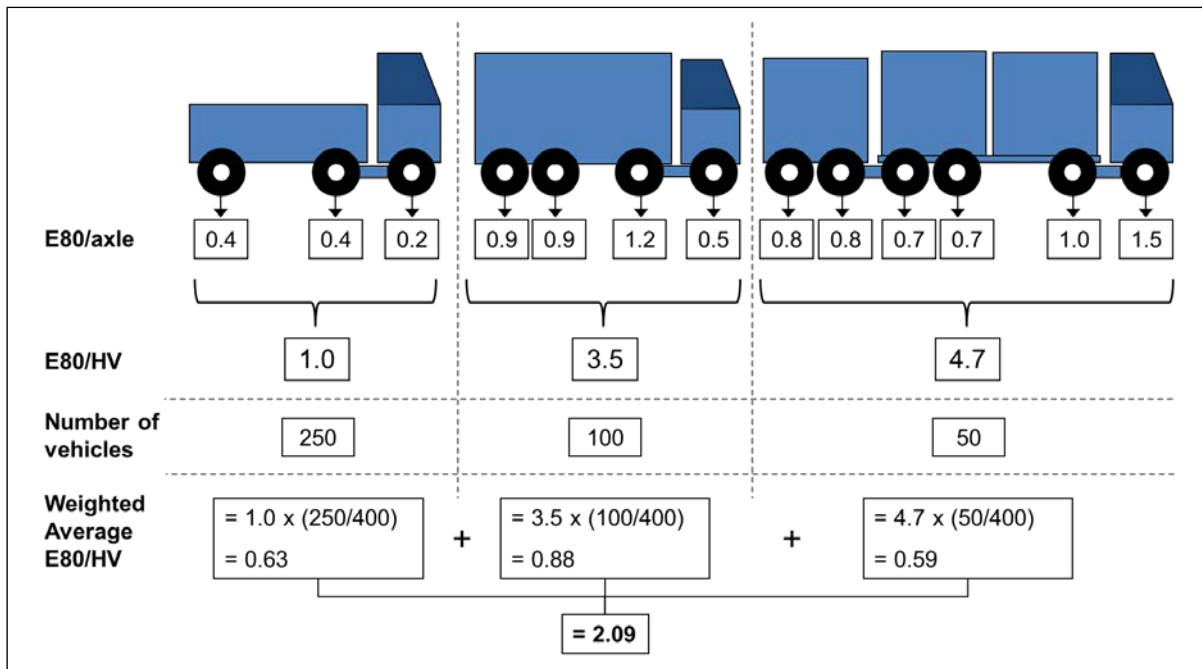 E80/axle
0.4 0.4 0.2 0.9 0.9 1.2 0.5 0.8 0.8 0.7 0.7 1.0 1.5
E80/HV
1.0 3.5 4.7
Number of
vehicles
250 100 50
Weighted
Average
E80/HV
= 1.0 x (250/400)
= 0.63
+
= 3.5 x (100/400)
= 0.88
+
= 4.7 x (50/400)
= 0.59
= 2.09